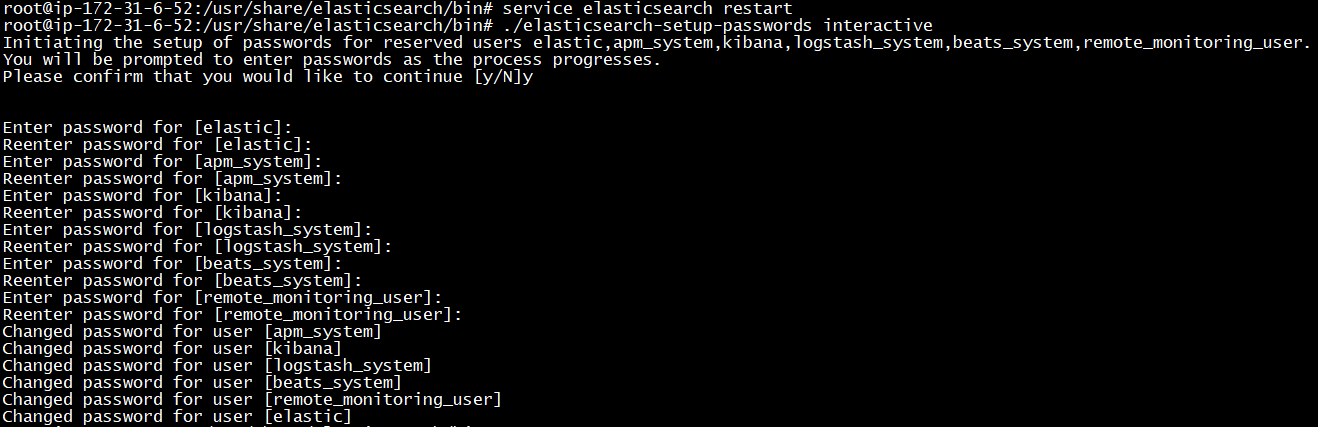 root@ip-172-31-6-52:/usr/share/elasticsearch/bin# service elasticsearch restart
root@ip-172-31-6-52:/usr/share/elasticsearch/bin# ./elasticsearch-setup-passwords interactive
Initiating the setup of passwords for reserved users elastic,apm_system,kibana,logstash_system,beats_system,remote_monitoring_user.
You will be prompted to enter passwords as the process progresses.
Please confirm that you would like to continue [y/N]y
Enter password for [elastic]:
Reenter password for [elastic]:
Enter password for [apm_system]:
Reenter password for [apm_system]:
Enter password for [kibana]:
Reenter password for [kibana]:
Enter password for [logstash_system]:
Reenter password for [logstash_system]:
Enter password for [beats_system]:
Reenter password for [beats_system]:
Enter password for [remote_monitoring_user]:
Reenter password for [remote_monitoring_user]:
Changed password for user [apm_system]
Changed password for user [kibana]
Changed password for user [logstash_system]
Changed password for user [beats_system]
Changed password for user [remote_monitoring_user]
Changed password for user [elastic]